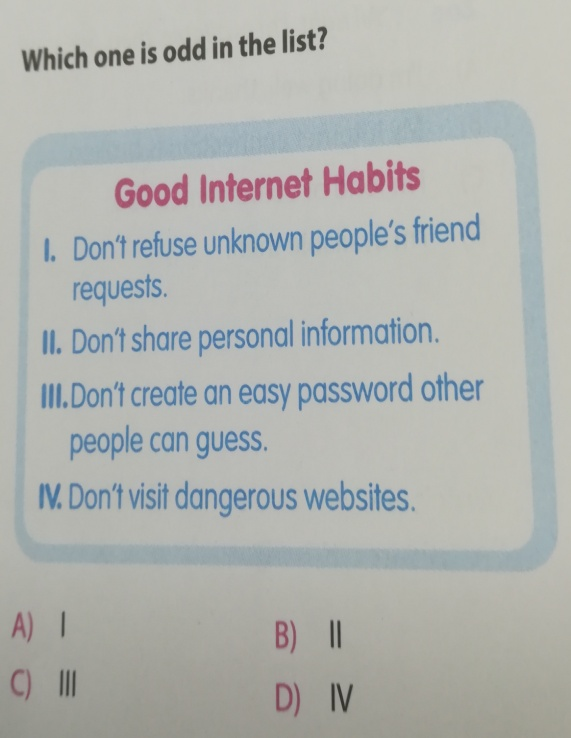 Which one is odd in the list?
Good Internet Habits
I. Don't refuse unknown people's friend
requests.
II. Don't share personal information.
III. Don't create an easy password other
people can guess.
IV. Don't visit dangerous websites.
A) I
B) II
C) III
D) IV